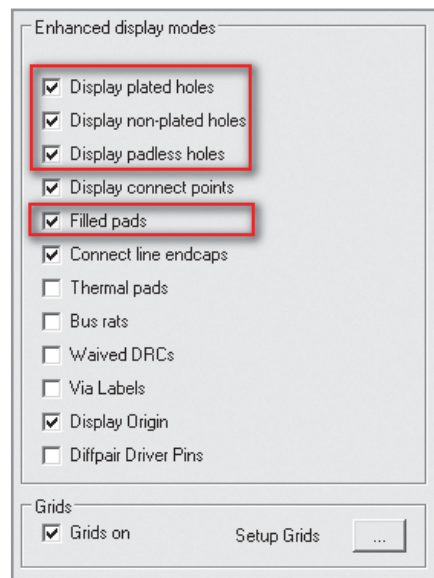 Enhanced display modes
Display plated holes
Display non-plated holes
Display padless holes
Display connect points
Filled pads
Connect line endcaps
Thermal pads
Bus rats
Waived DRCs
Via Labels
Display Origin
Diffpair Driver Pins
Grids
Grids on Setup Grids ...